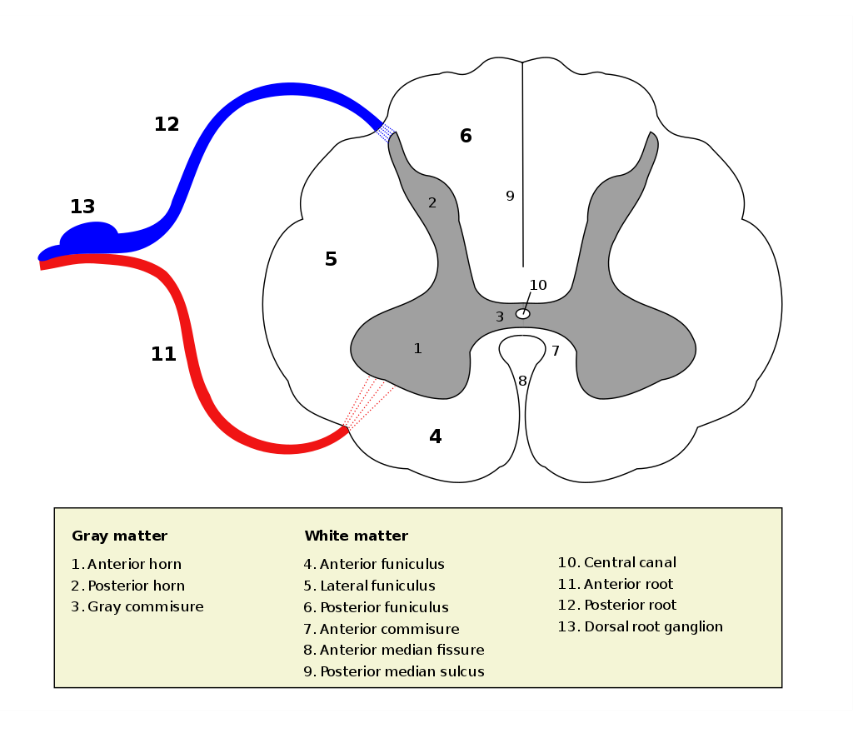 12
6
13
2
9
5
10
3
1
7
11
8
4
Gray matter
1. Anterior horn
2. Posterior horn
3. Gray commisure
White matter
4. Anterior funiculus
5. Lateral funiculus
6. Posterior funiculus
7. Anterior commisure
8. Anterior median fissure
9. Posterior median sulcus
10. Central canal
11. Anterior root
12. Posterior root
13. Dorsal root ganglion